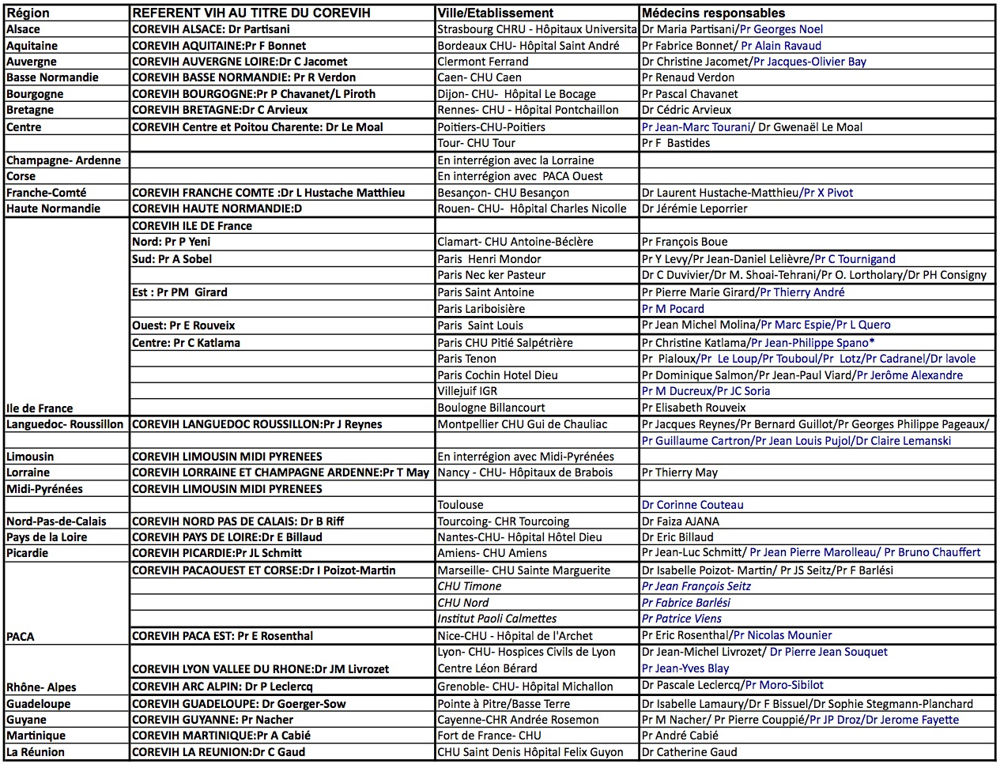 Région REFERENT VIH AU TITRE DU COREVIH Ville/Etablissement Médecins responsables
Alsace COREVIH ALSACE: Dr Partisani Strasbourg CHRU - Hôpitaux Universita Dr Maria Partisani/Pr Georges Noel
Aquitaine COREVIH AQUITAINE:Pr F Bonnet Bordeaux CHU- Hôpital Saint André Pr Fabrice Bonnet/ Pr Alain Ravaud
Auvergne COREVIH AUVERGNE LOIRE:Dr C Jacomet Clermont Ferrand Dr Christine Jacomet/Pr Jacques-Olivier Bay
Basse Normandie COREVIH BASSE NORMANDIE: Pr R Verdon Caen- CHU Caen Pr Renaud Verdon
Bourgogne COREVIH BOURGOGNE:Pr P Chavanet/L Piroth Dijon- CHU- Hôpital Le Bocage Pr Pascal Chavanet
Bretagne COREVIH BRETAGNE:Dr C Arvieux Rennes- CHU - Hôpital Pontchaillon Dr Cédric Arvieux
Centre COREVIH Centre et Poitou Charente: Dr Le Moal Poitiers-CHU-Poitiers Pr Jean-Marc Tourani/ Dr Gwenaël Le Moal
Tour- CHU Tour Pr F Bastides
Champagne- Ardenne En interrégion avec la Lorraine
Corse En interrégion avec PACA Ouest
Franche-Comté COREVIH FRANCHE COMTE :Dr L Hustache Matthieu Besançon- CHU Besançon Dr Laurent Hustache-Matthieu/Pr X Pivot
Haute Normandie COREVIH HAUTE NORMANDIE:D Rouen- CHU- Hôpital Charles Nicolle Dr Jérémie Leporrier
COREVIH ILE DE France
Nord: Pr P Yeni Clamart- CHU Antoine-Béclère Pr François Boue
Sud: Pr A Sobel Paris Henri Mondor Pr Y Levy/Pr Jean-Daniel Lelièvre/Pr C Tournigand
Paris Nec ker Pasteur Dr C Duvivier/Dr M. Shoai-Tehrani/Pr O. Lortholary/Dr PH Consigny
Est : Pr PM Girard Paris Saint Antoine Pr Pierre Marie Girard/Pr Thierry André
Paris Lariboisière Pr M Pocard
Ouest: Pr E Rouveix Paris Saint Louis Pr Jean Michel Molina/Pr Marc Espie/Pr L Quero
Centre: Pr C Katlama Paris CHU Pitié Salpétrière Pr Christine Katlama/Pr Jean-Philippe Spano*
Paris Tenon Pr Pialoux/Pr Le Loup/Pr Touboul/Pr Lotz/Pr Cadranel/Dr lavole
Paris Cochin Hotel Dieu Pr Dominique Salmon/Pr Jean-Paul Viard/Pr Jerôme Alexandre
Villejuif IGR Pr M Ducreux/Pr JC Soria
Ile de France Boulogne Billancourt Pr Elisabeth Rouveix
Languedoc- Roussillon COREVIH LANGUEDOC ROUSSILLON:Pr J Reynes Montpellier CHU Gui de Chauliac Pr Jacques Reynes/Pr Bernard Guillot/Pr Georges Philippe Pageaux/
Pr Guillaume Cartron/Pr Jean Louis Pujol/Dr Claire Lemanski
Limousin COREVIH LIMOUSIN MIDI PYRENEES En interrégion avec Midi-Pyrénées
Lorraine COREVIH LORRAINE ET CHAMPAGNE ARDENNE:Pr T May Nancy - CHU- Hôpitaux de Brabois Pr Thierry May
Midi-Pyrénées COREVIH LIMOUSIN MIDI PYRENEES
Toulouse Dr Corinne Couteau
Nord-Pas-de-Calais COREVIH NORD PAS DE CALAIS: Dr B Riff Tourcoing- CHR Tourcoing Dr Faiza AJANA
Pays de la Loire COREVIH PAYS DE LOIRE:Dr E Billaud Nantes-CHU- Hôpital Hôtel Dieu Dr Eric Billaud
Picardie COREVIH PICARDIE:Pr JL Schmitt Amiens- CHU Amiens Pr Jean-Luc Schmitt/ Pr Jean Pierre Marolleau/ Pr Bruno Chauffert
COREVIH PACAOUEST ET CORSE:Dr I Poizot-Martin Marseille- CHU Sainte Marguerite Dr Isabelle Poizot- Martin/ Pr JS Seitz/Pr F Barlési
CHU Timone Pr Jean François Seitz
CHU Nord Pr Fabrice Barlési
Institut Paoli Calmettes Pr Patrice Viens
PACA COREVIH PACA EST: Pr E Rosenthal Nice-CHU - Hôpital de l'Archet Pr Eric Rosenthal/Pr Nicolas Mounier
Lyon- CHU- Hospices Civils de Lyon Dr Jean-Michel Livrozet/ Dr Pierre Jean Souquet
COREVIH LYON VALLEE DU RHONE:Dr JM Livrozet Centre Léon Bérard Pr Jean-Yves Blay
Rhône- Alpes COREVIH ARC ALPIN: Dr P Leclercq Grenoble- CHU- Hôpital Michallon Dr Pascale Leclercq/Pr Moro-Sibilot
Guadeloupe COREVIH GUADELOUPE: Dr Goerger-Sow Pointe à Pitre/Basse Terre Dr Isabelle Lamaury/Dr F Bissuel/Dr Sophie Stegmann-Planchard
Guyane COREVIH GUYANNE: Pr Nacher Cayenne-CHR Andrée Rosemon Pr M Nacher/ Pr Pierre Couppié/Pr JP Droz/Dr Jerome Fayette
Martinique COREVIH MARTINIQUE:Pr A Cabié Fort de France- CHU Pr André Cabié
La Réunion COREVIH LA REUNION:Dr C Gaud CHU Saint Denis Hôpital Felix Guyon Dr Catherine Gaud